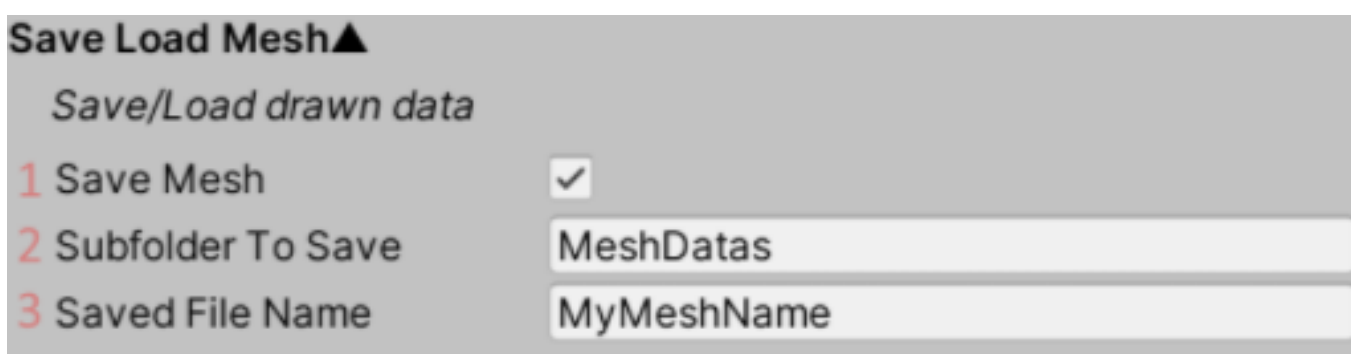 Save Load Mesh▲
Save/Load drawn data
1 Save Mesh ✓
2 Subfolder To Save MeshDatas
3 Saved File Name MyMeshName